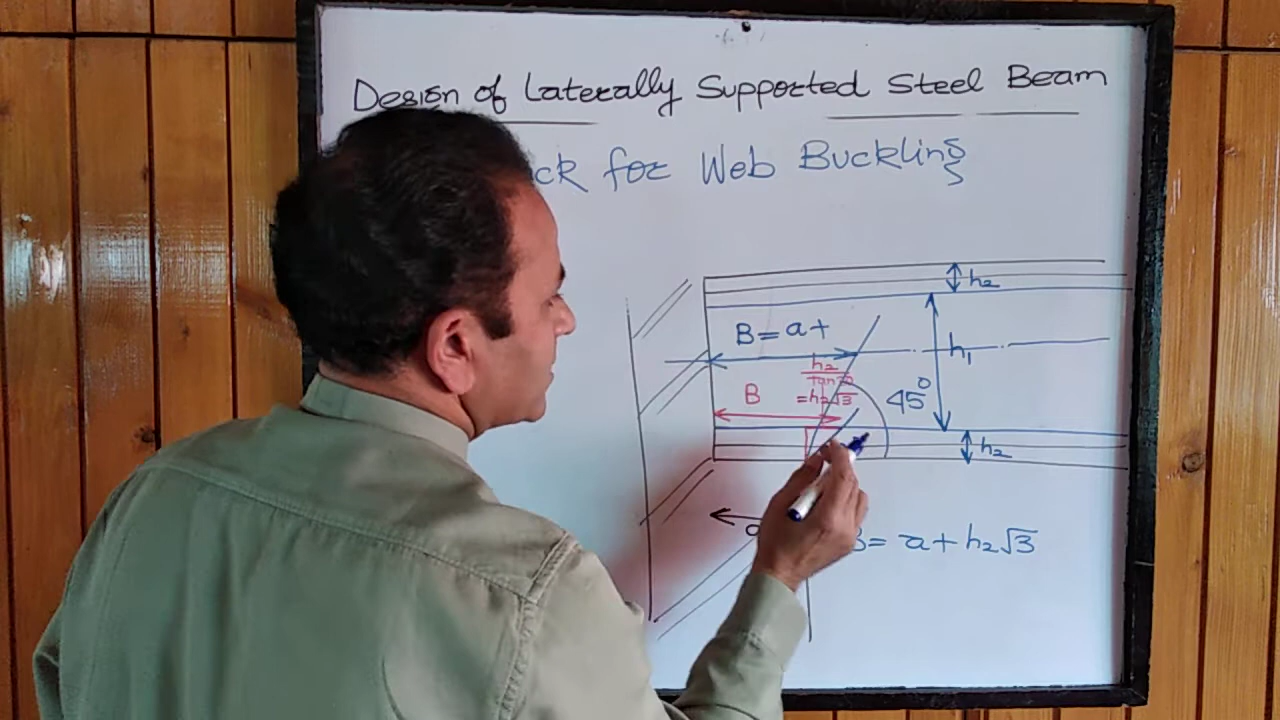 Design of Laterally Supported Steel Beam
ck for Web Buckling
h₂
B = a +
h₁
h₂
B
= h₂√3
45°
h₂
= a + h₂√3